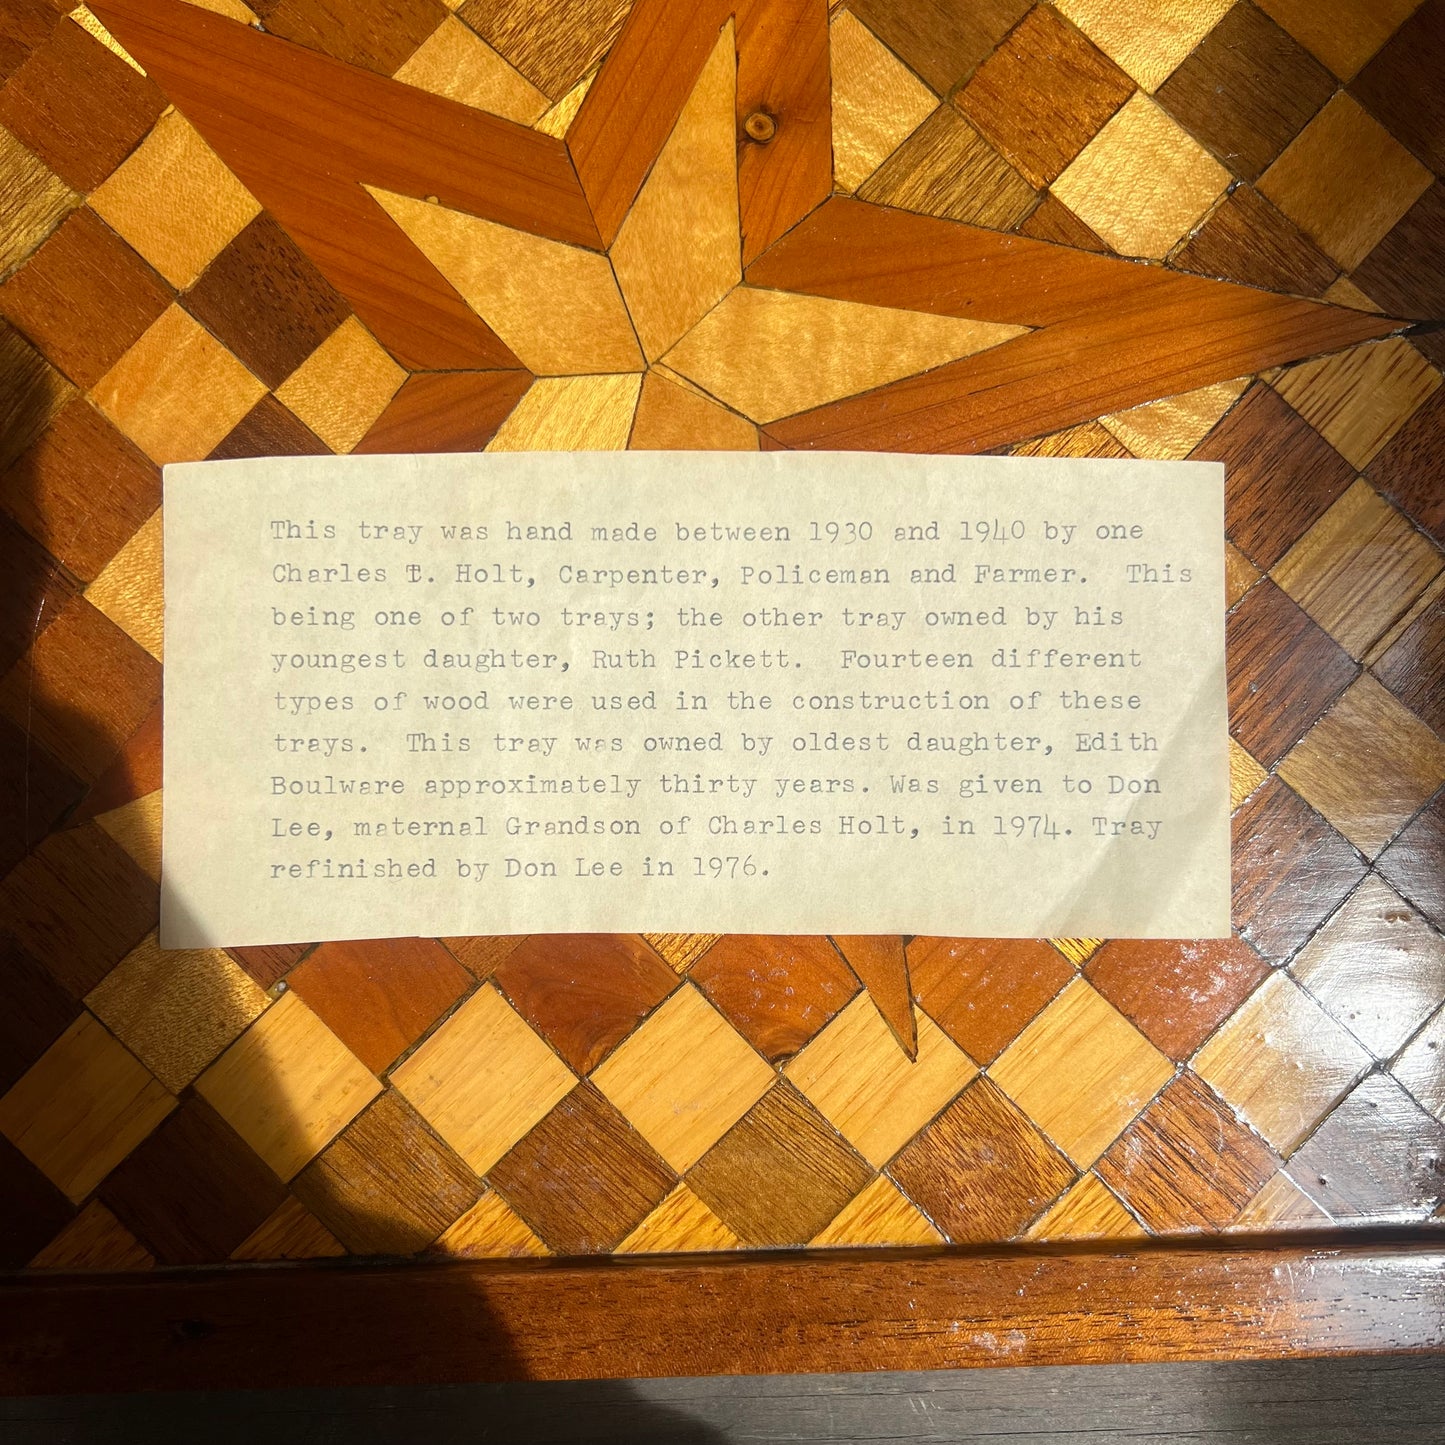 This tray was hand made between 1930 and 1940 by one
Charles . Holt, Carpenter, Policeman and Farmer.  This
being one of two trays; the other tray owned by his
youngest daughter, Ruth Pickett.  Fourteen different
types of wood were used in the construction of these
trays.  This tray was owned by oldest daughter, Edith
Boulware approximately thirty years. Was given to Don
Lee, maternal Grandson of Charles Holt, in 1974. Tray
refinished by Don Lee in 1976.